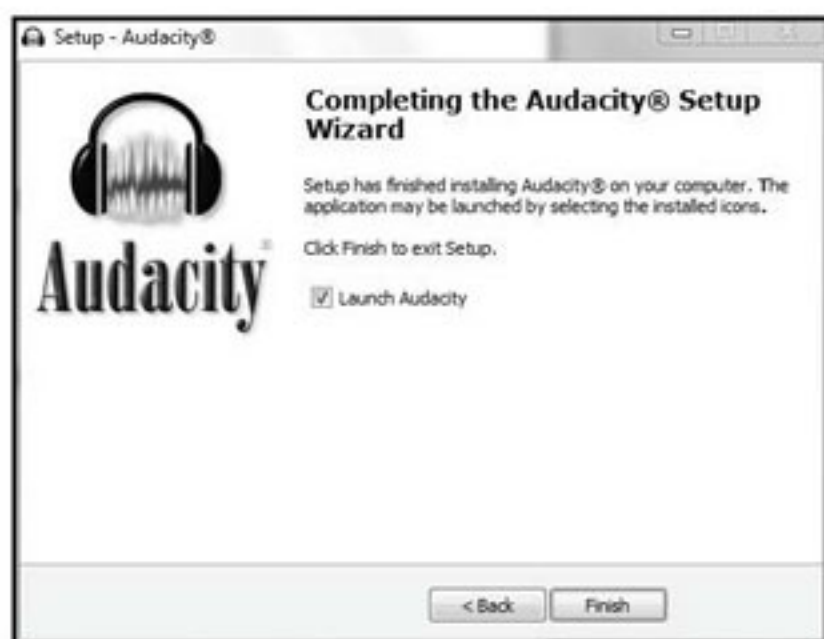 Setup - Audacity®
Completing the Audacity® Setup
Wizard
Setup has finished installing Audacity® on your computer. The
application may be launched by selecting the installed icons.
Click Finish to exit Setup.
Audacity®
Launch Audacity
< Back
Finish